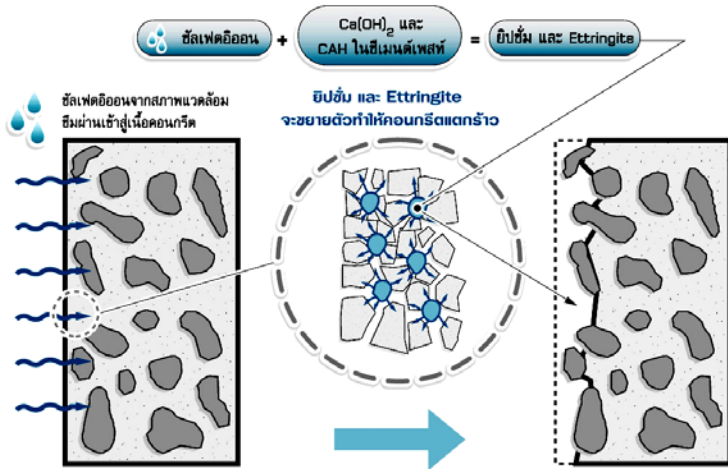 ซัลเฟตอิออน + Ca(OH)₂ และ CAH ในซีเมนต์เพสท์ = ยิปซั่ม และ Ettringite
ซัลเฟตอิออนจากสภาพแวดล้อม
ซึมผ่านเข้าสู่เนื้อคอนกรีต
ยิปซั่ม และ Ettringite
จะขยายตัวทำให้คอนกรีตแตกร้าว